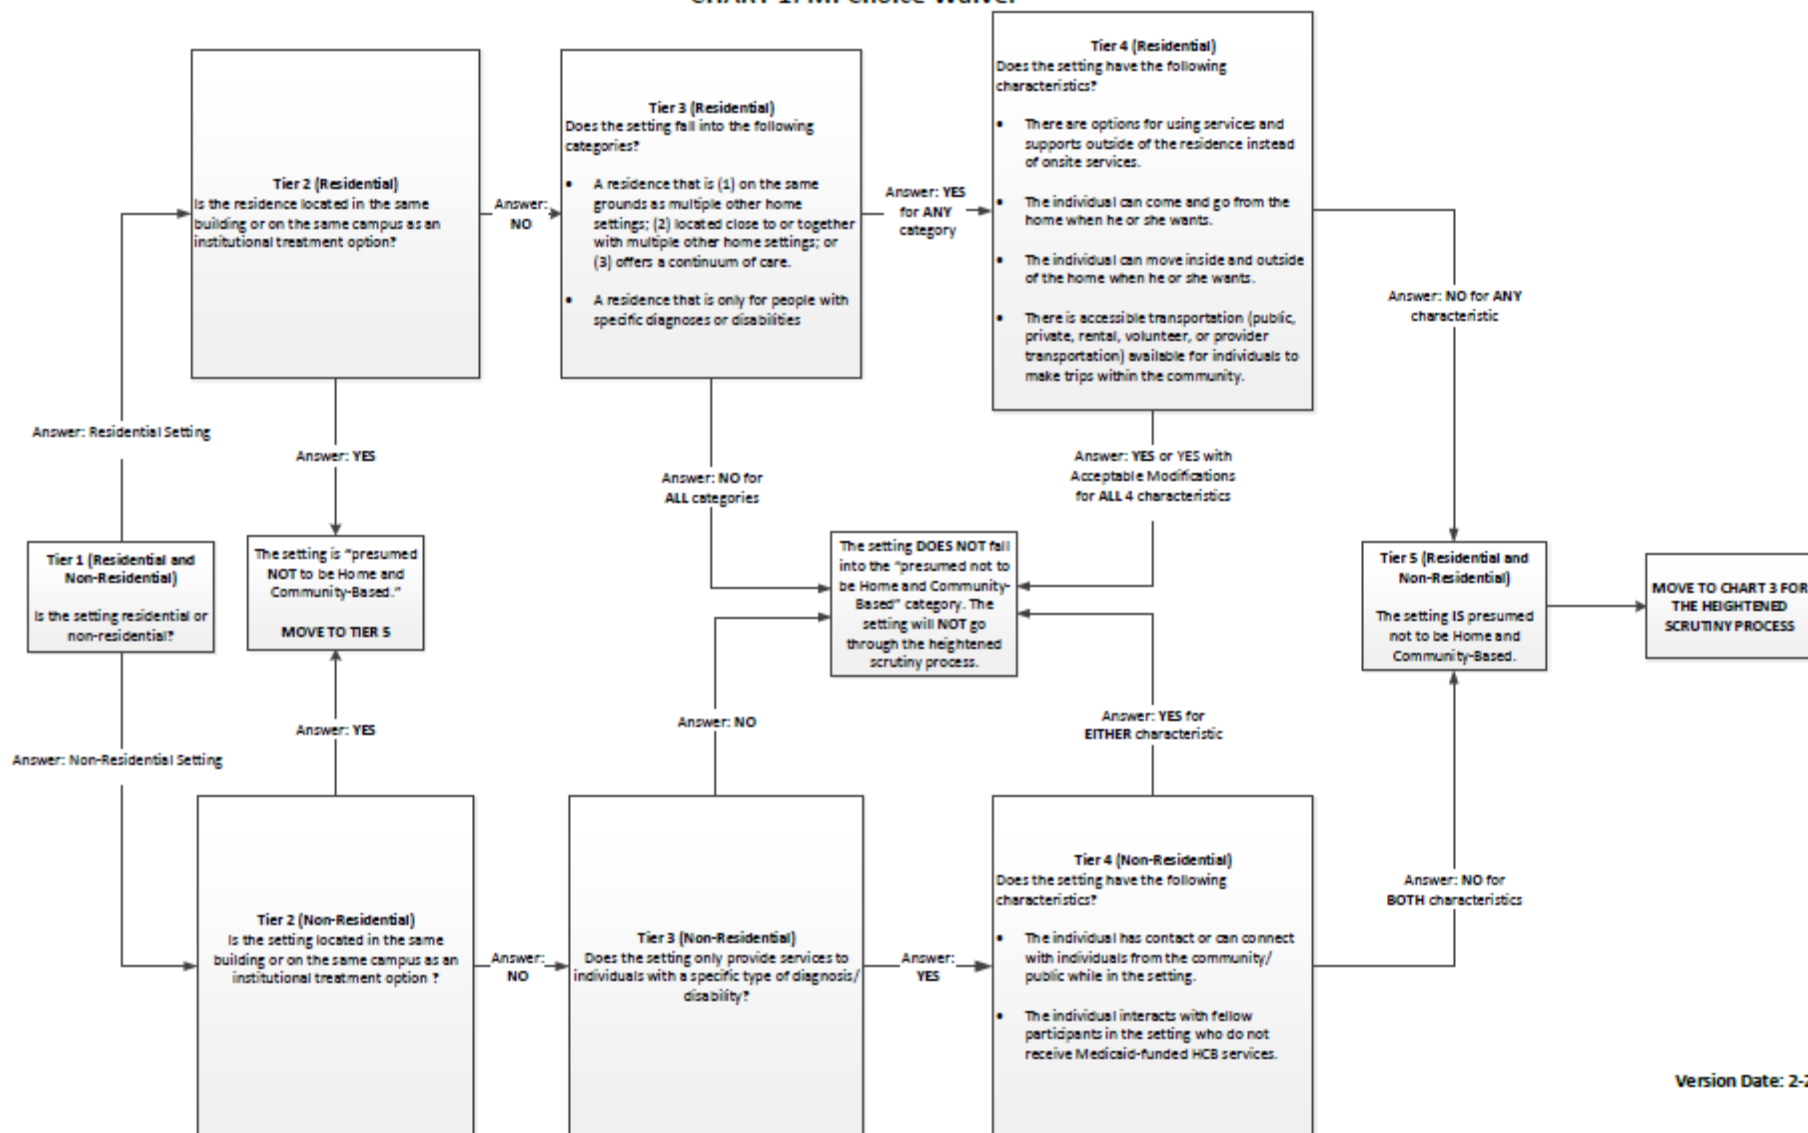 Tier 2 (Residential)
Is the residence located in the same
building or on the same campus as an
institutional treatment option?
Answer:
NO
Tier 3 (Residential)
Does the setting fall into the following
categories?
• A residence that is (1) on the same
grounds as multiple other home
settings; (2) located close to or together
with multiple other home settings; or
(3) offers a continuum of care.
• A residence that is only for people with
specific diagnoses or disabilities
Answer: YES
for ANY
category
Tier 4 (Residential)
Does the setting have the following
characteristics?
• There are options for using services and
supports outside of the residence instead
of onsite services.
• The individual can come and go from the
home when he or she wants.
• The individual can move inside and outside
of the home when he or she wants.
• There is accessible transportation (public,
private, rental, volunteer, or provider
transportation) available for individuals to
make trips within the community.
Answer: NO for ANY
characteristic
Answer: Residential Setting
Answer: YES
Answer: NO for
ALL categories
Answer: YES or YES with
Acceptable Modifications
for ALL 4 characteristics
Tier 1 (Residential and
Non-Residential)
Is the setting residential or
non-residential?
The setting is "presumed
NOT to be Home and
Community-Based."
MOVE TO TIER 5
The setting DOES NOT fall
into the "presumed not to
be Home and Community-
Based" category. The
setting will NOT go
through the heightened
scrutiny process.
Tier 5 (Residential and
Non-Residential)
The setting IS presumed
not to be Home and
Community-Based.
MOVE TO CHART 3 FOR
THE HEIGHTENED
SCRUTINY PROCESS
Answer: Non-Residential Setting
Answer: YES
Answer: NO
Answer: YES for
EITHER characteristic
Tier 2 (Non-Residential)
Is the setting located in the same
building or on the same campus as an
institutional treatment option ?
Answer:
NO
Tier 3 (Non-Residential)
Does the setting only provide services to
individuals with a specific type of diagnosis/
disability?
Answer:
YES
Tier 4 (Non-Residential)
Does the setting have the following
characteristics?
• The individual has contact or can connect
with individuals from the community/
public while in the setting.
• The individual interacts with fellow
participants in the setting who do not
receive Medicaid-funded HCB services.
Answer: NO for
BOTH characteristics
Version Date: 2-2